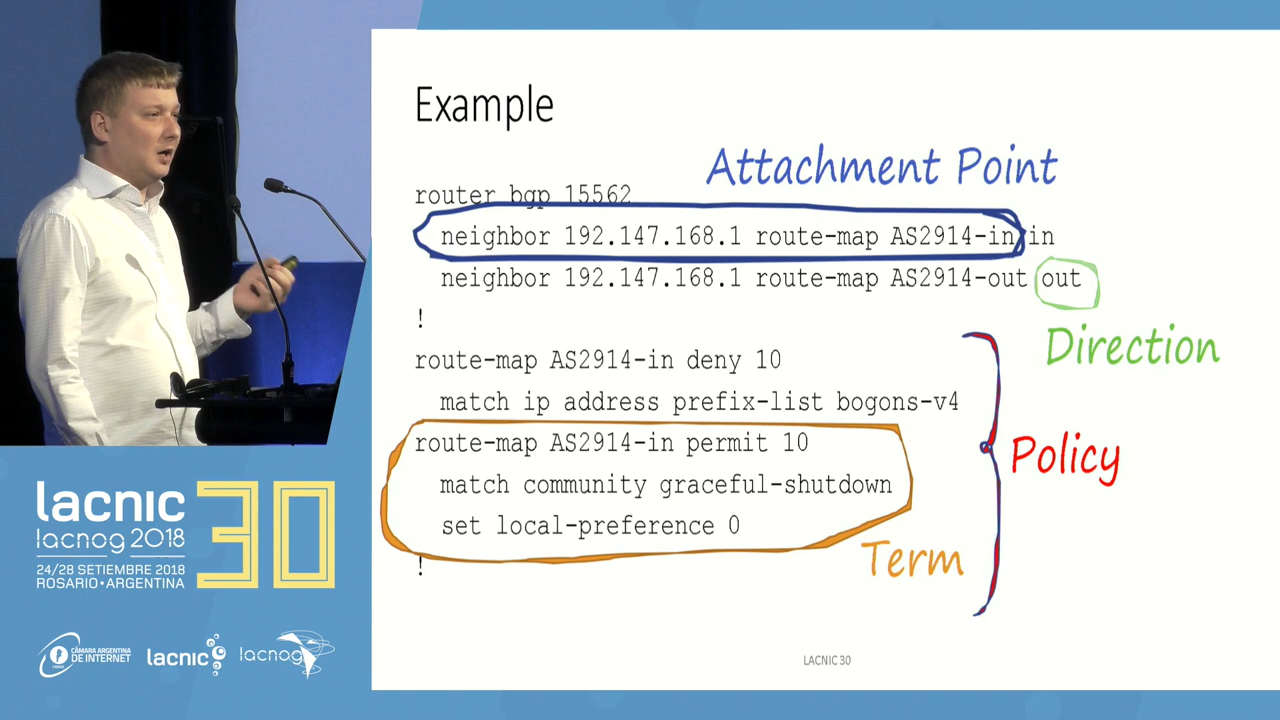 Example
Attachment Point
router bgp 15562
neighbor 192.147.168.1 route-map AS2914-in in
neighbor 192.147.168.1 route-map AS2914-out out
!
Direction
route-map AS2914-in deny 10
match ip address prefix-list bogons-v4
route-map AS2914-in permit 10
Policy
match community graceful-shutdown
set local-preference 0
Term
!
LACNIC 30
lacnic 30
lacnog 2018
24/28 SETIEMBRE 2018
ROSARIO•ARGENTINA
CÁMARA ARGENTINA
DE INTERNET
lacnic
lacnog